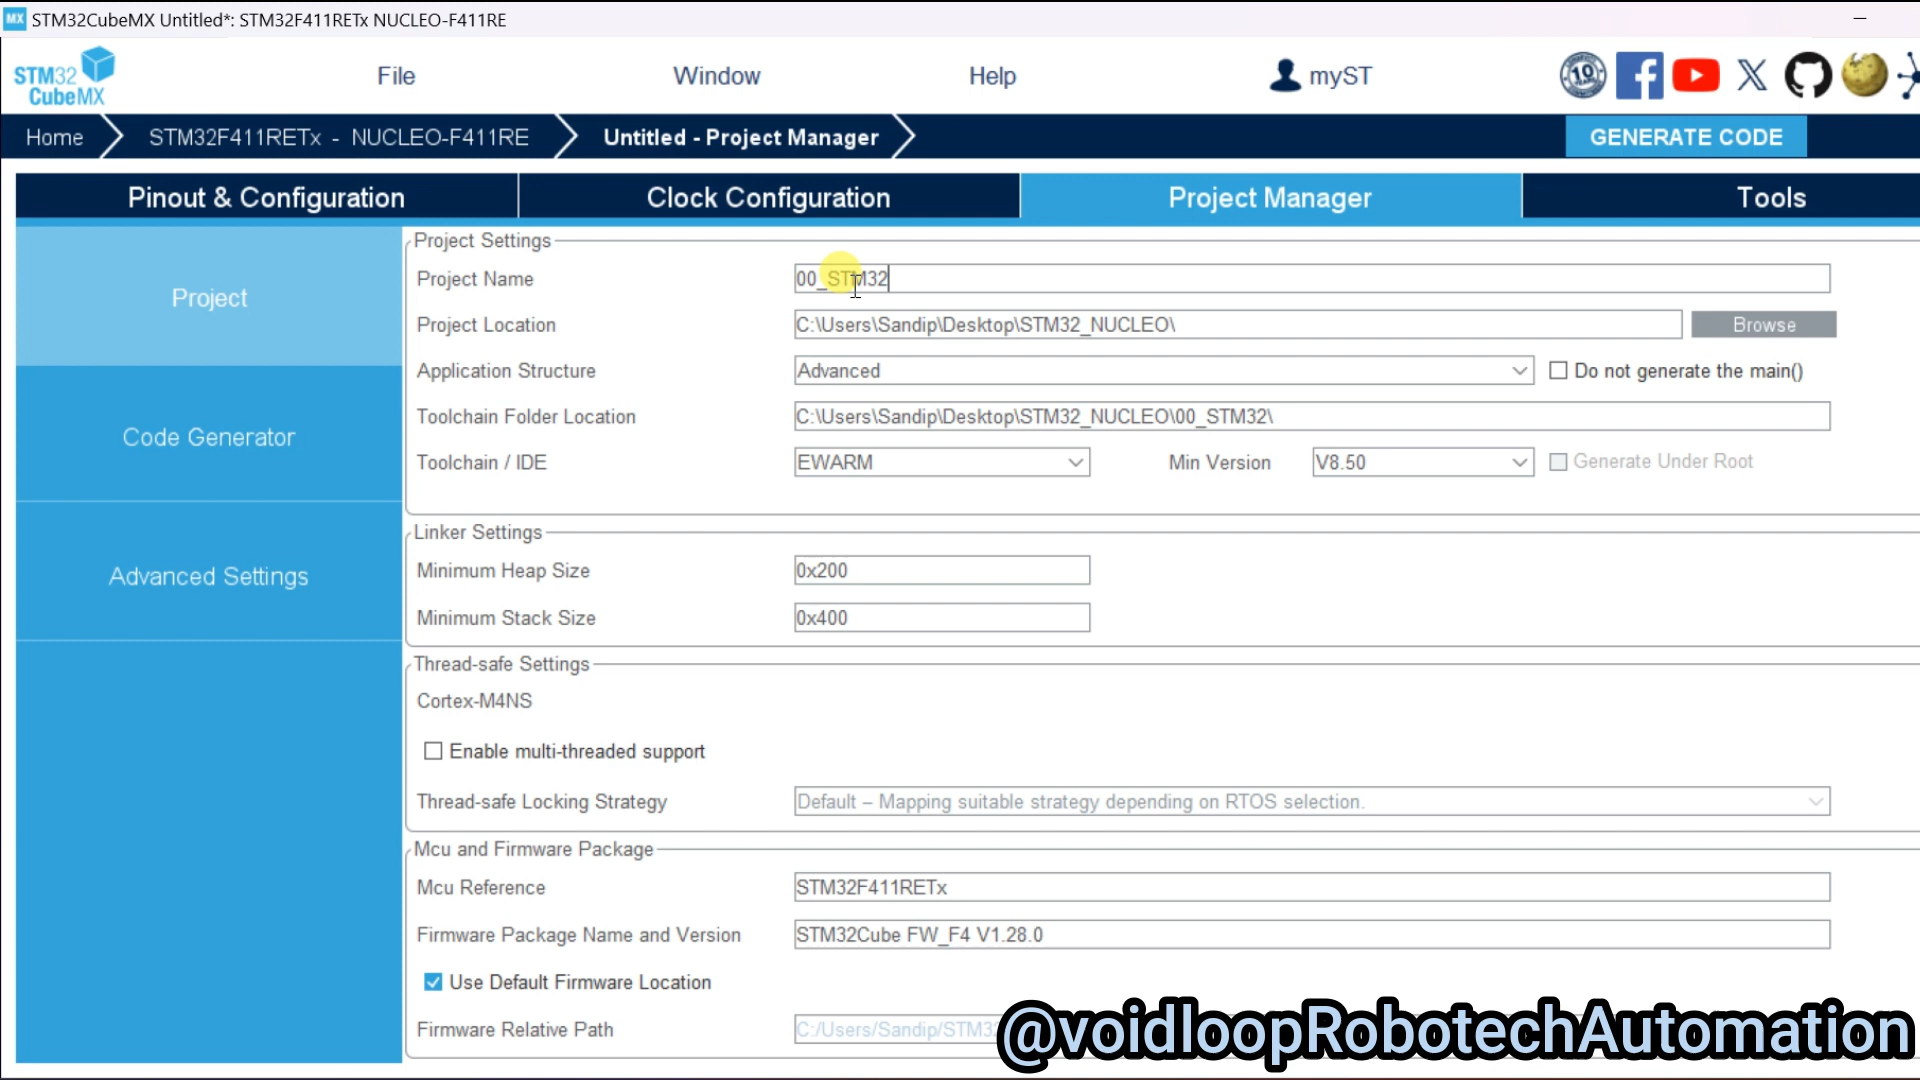 MX STM32CubeMX Untitled*: STM32F411RETx NUCLEO-F411RE
STM32 CubeMX
File Window Help myST 10
Home STM32F411RETx - NUCLEO-F411RE Untitled - Project Manager GENERATE CODE
Pinout & Configuration Clock Configuration Project Manager Tools
Project
Code Generator
Advanced Settings
Project Settings
Project Name 00_STM32
Project Location C:\Users\Sandip\Desktop\STM32_NUCLEO\ Browse
Application Structure Advanced Do not generate the main()
Toolchain Folder Location C:\Users\Sandip\Desktop\STM32_NUCLEO\00_STM32\
Toolchain / IDE EWARM Min Version V8.50 Generate Under Root
Linker Settings
Minimum Heap Size 0x200
Minimum Stack Size 0x400
Thread-safe Settings
Cortex-M4NS
Enable multi-threaded support
Thread-safe Locking Strategy Default – Mapping suitable strategy depending on RTOS selection.
Mcu and Firmware Package
Mcu Reference STM32F411RETx
Firmware Package Name and Version STM32Cube FW_F4 V1.28.0
Use Default Firmware Location
Firmware Relative Path C:/Users/Sandip/STM3
@voidloopRobotechAutomation